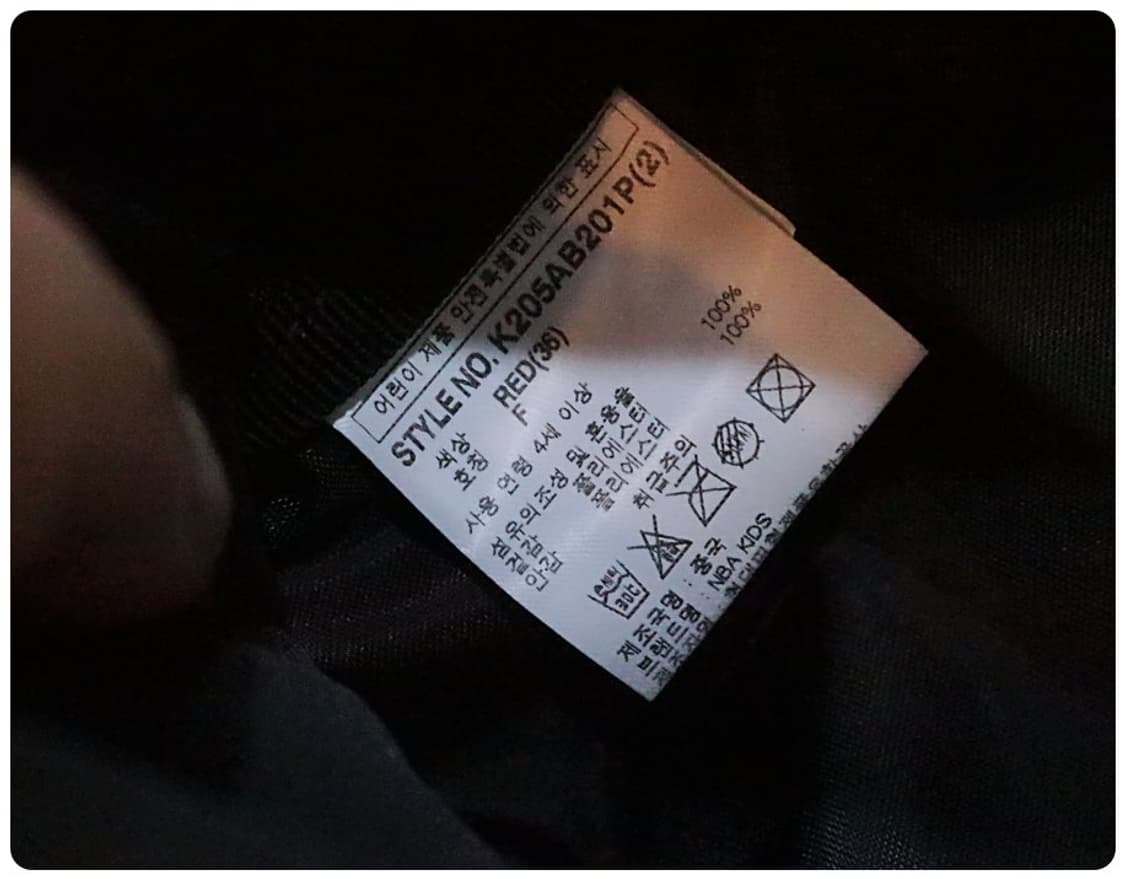 어린이 제품 안전특별법에 의한 표시
STYLE NO. K205AB201P(2)
색상 RED(36)
호칭 F
사용 연령 4세 이상
섬유의 조성 및 혼용율
겉감 폴리에스터 100%
안감 폴리에스터 100%
취급주의
30℃
제조국명 : 중국
브랜드명 : NBA KIDS